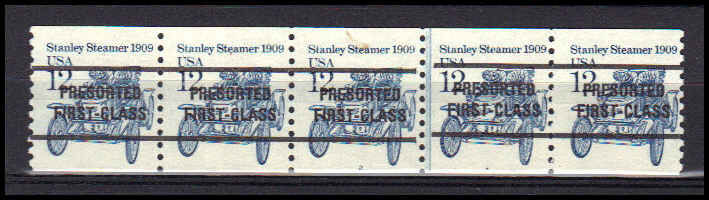 Stanley Steamer 1909 Stanley Steamer 1909 Stanley Steamer 1909 Stanley Steamer 1909 Stanley Steamer 1909
USA USA USA USA USA
12 12 12 12 12
PRESORTED PRESORTED PRESORTED PRESORTED PRESORTED
FIRST-CLASS FIRST-CLASS FIRST-CLASS FIRST-CLASS FIRST-CLASS